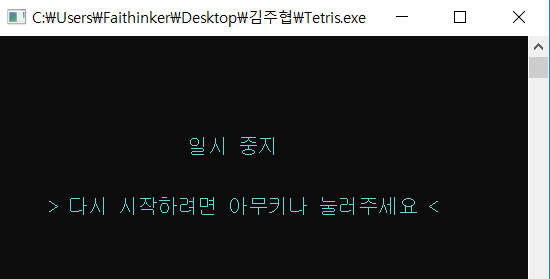 C:₩Users₩Faithinker₩Desktop₩김주협₩Tetris.exe
일시 중지
> 다시 시작하려면 아무키나 눌러주세요 <